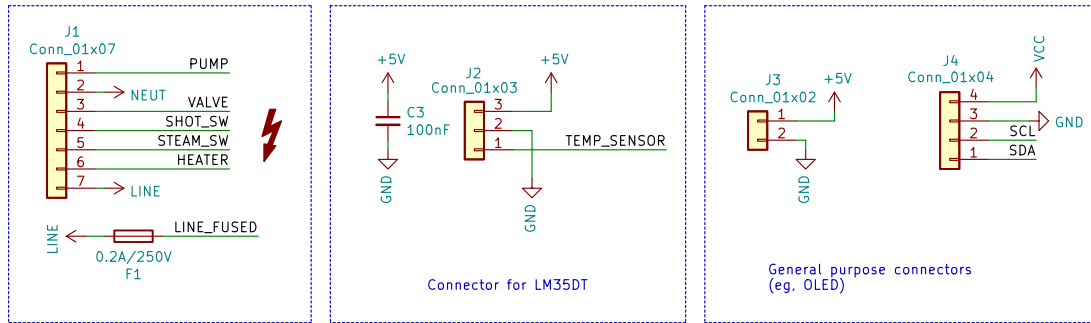 J1
Conn_01x07
1
PUMP
2
NEUT
3
VALVE
4
SHOT_SW
5
STEAM_SW
6
HEATER
7
LINE
LINE
LINE_FUSED
0.2A/250V
F1
+5V
C3
100nF
GND
J2
Conn_01x03
+5V
3
2
1
TEMP_SENSOR
GND
Connector for LM35DT
J3
Conn_01x02
+5V
1
2
GND
J4
Conn_01x04
VCC
4
3
GND
2
SCL
1
SDA
General purpose connectors
(eg, OLED)